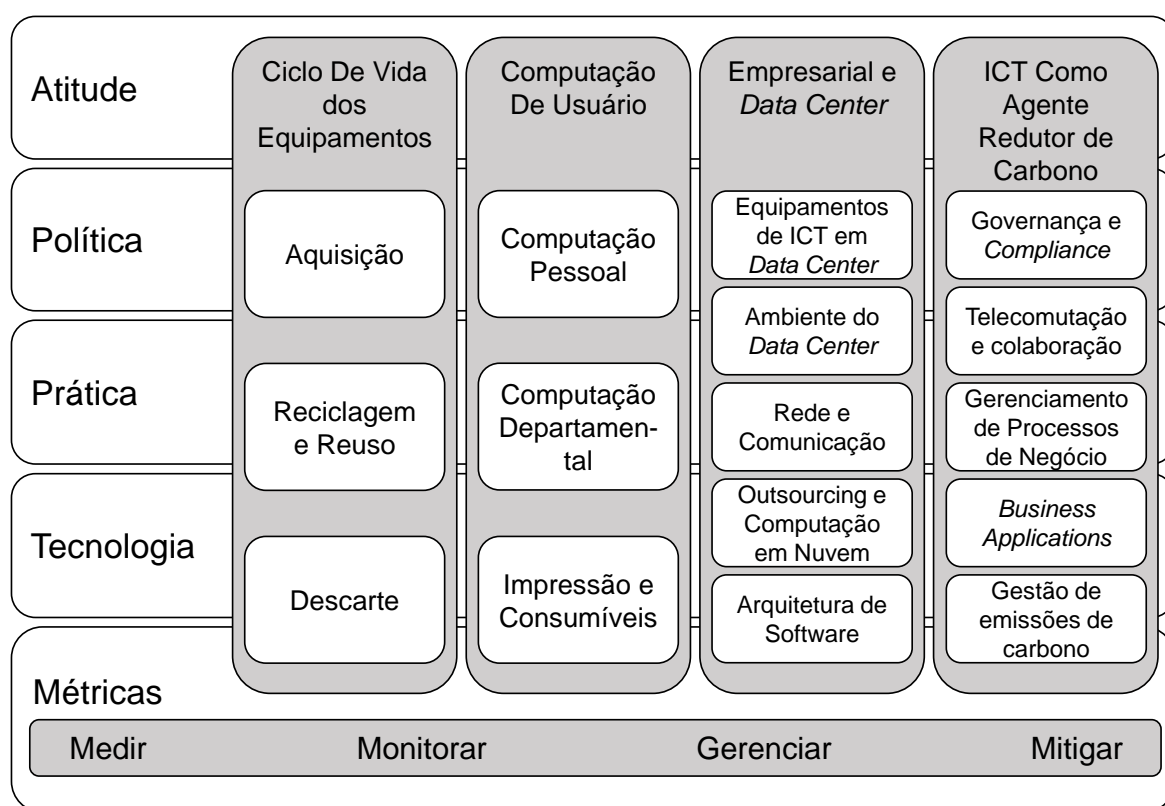 Atitude
Ciclo De Vida
dos
Equipamentos
Computação
De Usuário
Empresarial e
Data Center
ICT Como
Agente
Redutor de
Carbono
Política
Aquisição
Computação
Pessoal
Equipamentos
de ICT em
Data Center
Governança e
Compliance
Ambiente do
Data Center
Telecomutação
e colaboração
Prática
Reciclagem
e Reuso
Computação
Departamen-
tal
Rede e
Comunicação
Gerenciamento
de Processos
de Negócio
Tecnologia
Outsourcing e
Computação
em Nuvem
Business
Applications
Descarte
Impressão e
Consumíveis
Arquitetura de
Software
Gestão de
emissões de
carbono
Métricas
Medir
Monitorar
Gerenciar
Mitigar